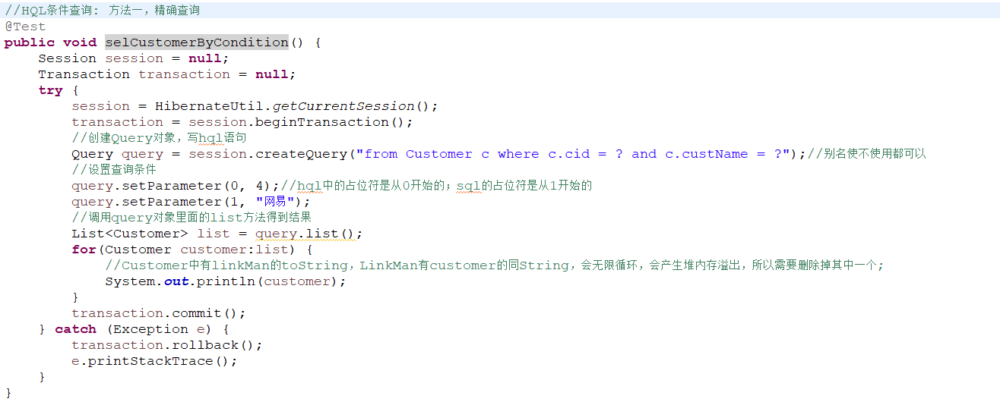 //HQL条件查询: 方法一，精确查询
@Test
public void selCustomerByCondition() {
    Session session = null;
    Transaction transaction = null;
    try {
        session = HibernateUtil.getCurrentSession();
        transaction = session.beginTransaction();
        //创建Query对象，写hql语句
        Query query = session.createQuery("from Customer c where c.cid = ? and c.custName = ?");//别名使不使用都可以
        //设置查询条件
        query.setParameter(0, 4);//hql中的占位符是从0开始的；sql的占位符是从1开始的
        query.setParameter(1, "网易");
        //调用query对象里面的list方法得到结果
        List<Customer> list = query.list();
        for(Customer customer:list) {
            //Customer中有linkMan的toString，LinkMan有customer的同String，会无限循环，会产生堆内存溢出，所以需要删除掉其中一个;
            System.out.println(customer);
        }
        transaction.commit();
    } catch (Exception e) {
        transaction.rollback();
        e.printStackTrace();
    }
}